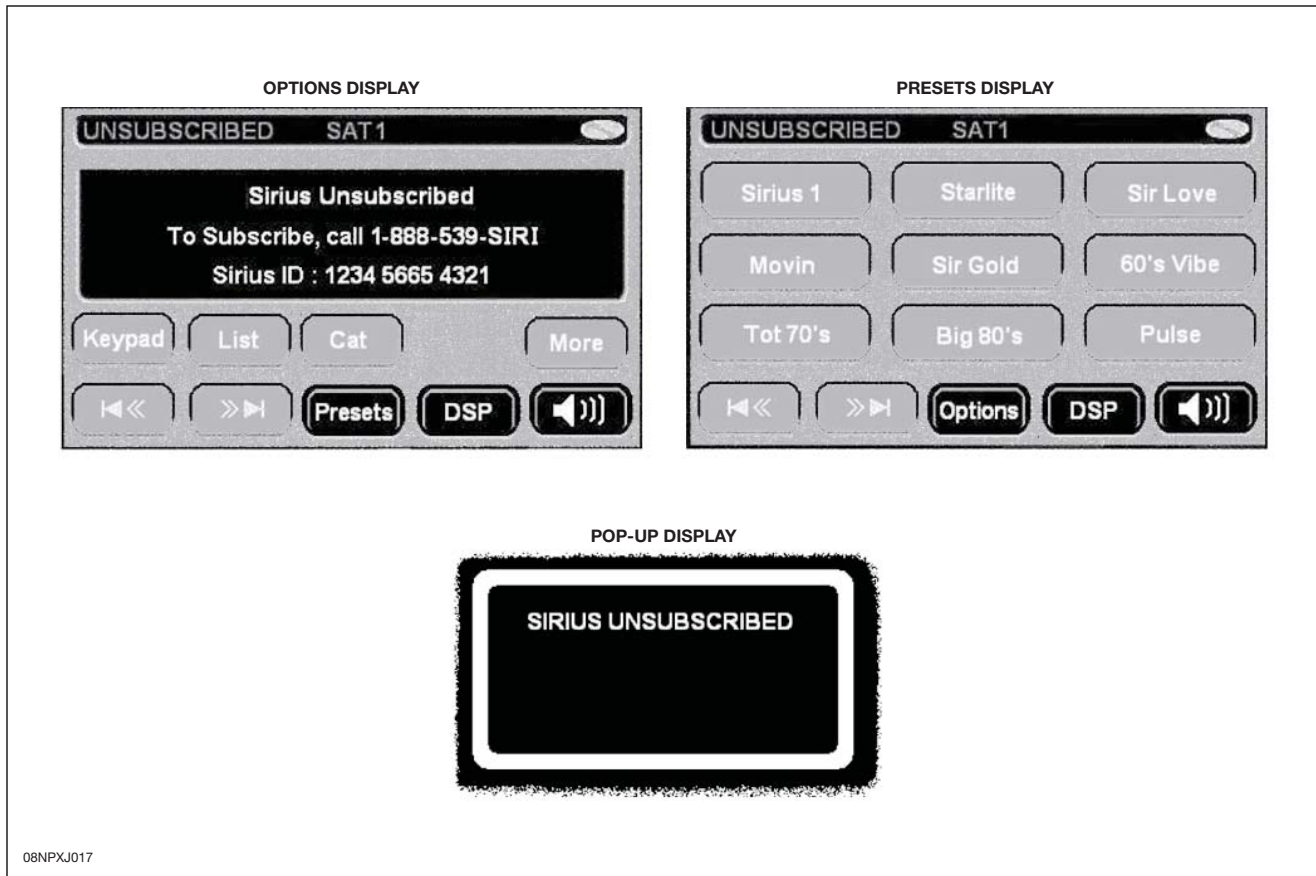 OPTIONS DISPLAY
UNSUBSCRIBED SAT1
Sirius Unsubscribed
To Subscribe, call 1-888-539-SIRI
Sirius ID : 1234 5665 4321
Keypad List Cat More
Presets DSP
PRESETS DISPLAY
UNSUBSCRIBED SAT1
Sirius 1 Starlite Sir Love
Movin Sir Gold 60's Vibe
Tot 70's Big 80's Pulse
Options DSP
POP-UP DISPLAY
SIRIUS UNSUBSCRIBED
08NPXJ017